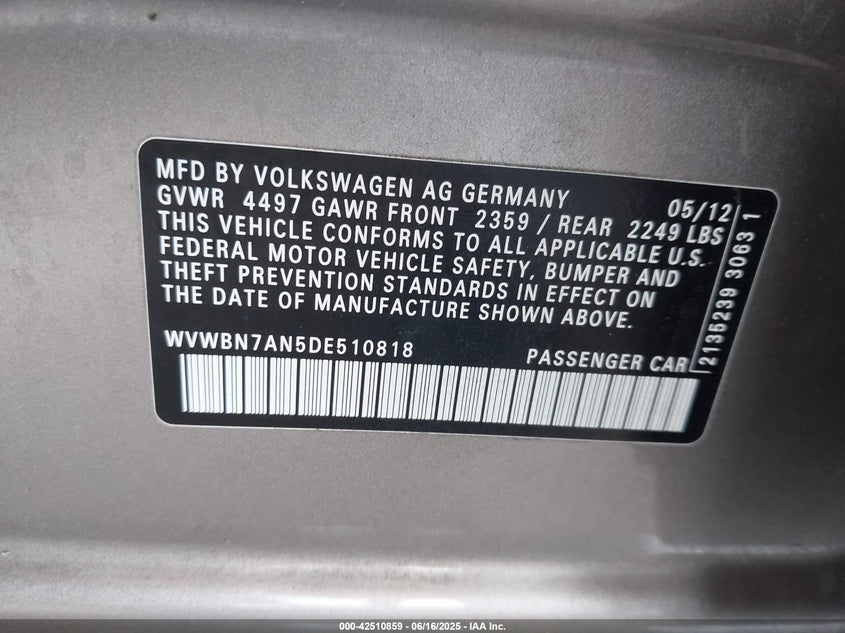 MFD BY VOLKSWAGEN AG GERMANY 05/12
GVWR 4497 GAWR FRONT 2359 / REAR 2249 LBS
THIS VEHICLE CONFORMS TO ALL APPLICABLE U.S.
FEDERAL MOTOR VEHICLE SAFETY, BUMPER AND
THEFT PREVENTION STANDARDS IN EFFECT ON
THE DATE OF MANUFACTURE SHOWN ABOVE.
WVWBN7AN5DE510818 PASSENGER CAR
2135239 3063 1
000-42510859 - 06/16/2025 - IAA Inc.